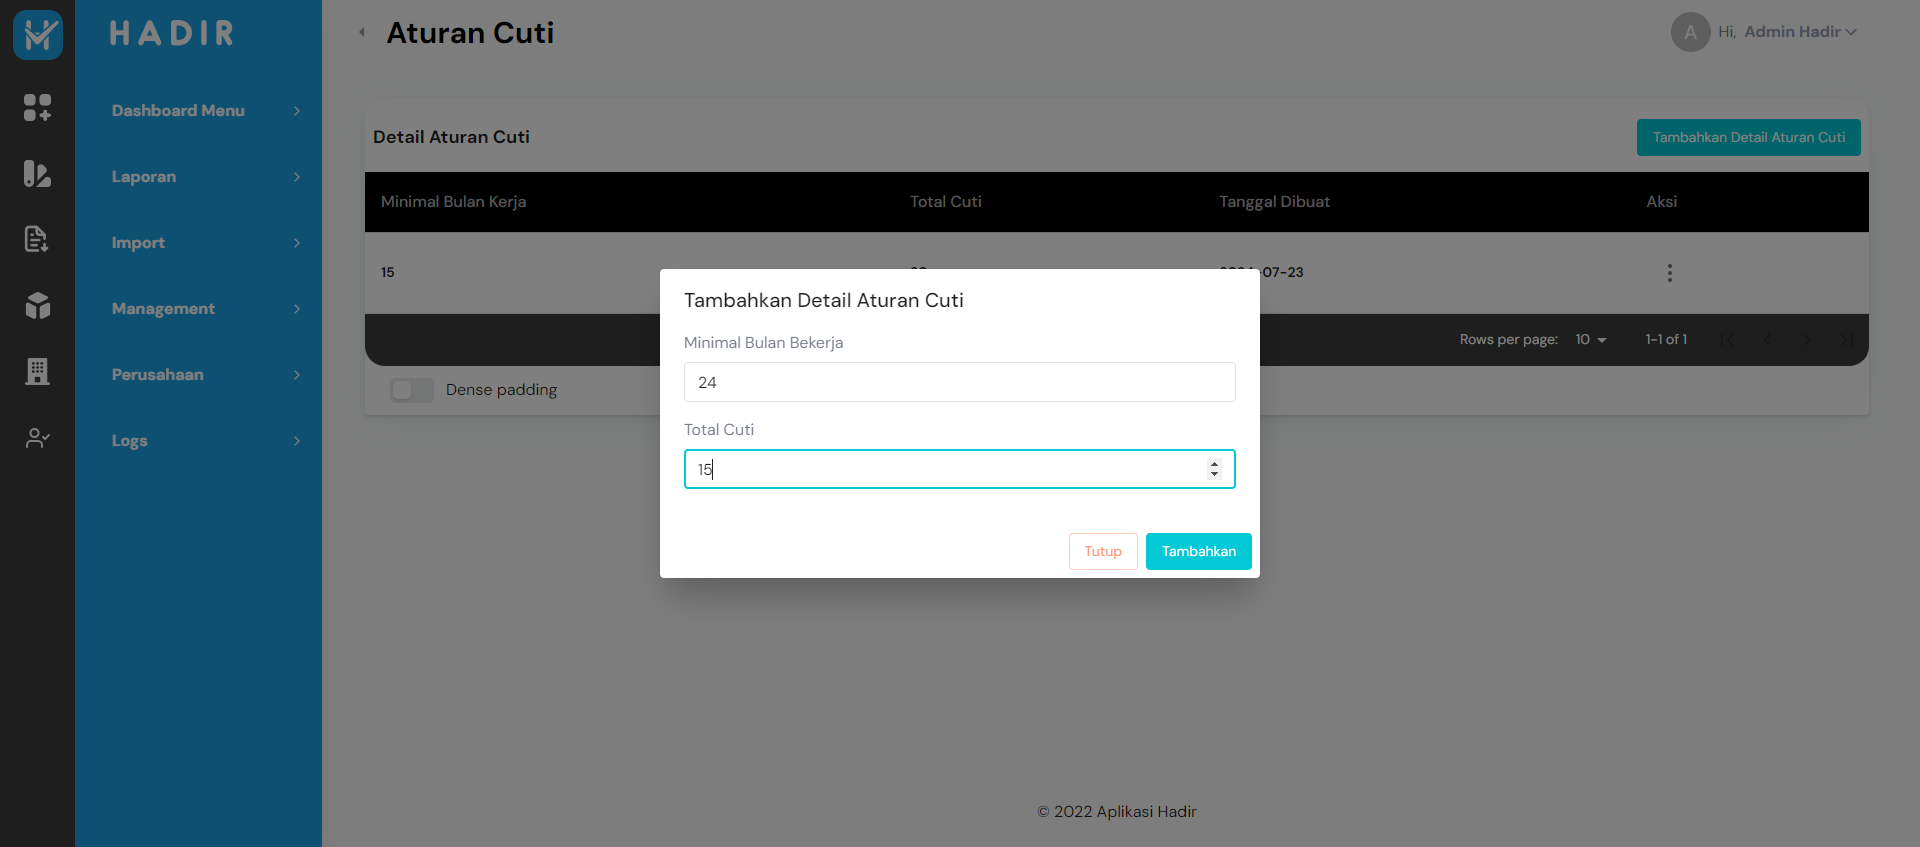 HADIR
Aturan Cuti
A Hi, Admin Hadir
Dashboard Menu
Laporan
Import
Management
Perusahaan
Logs
Detail Aturan Cuti
Tambahkan Detail Aturan Cuti
Minimal Bulan Kerja Total Cuti Tanggal Dibuat Aksi
15 -07-23
Rows per page: 10 1-1 of 1
Dense padding
Tambahkan Detail Aturan Cuti
Minimal Bulan Bekerja
24
Total Cuti
15
Tutup Tambahkan
© 2022 Aplikasi Hadir